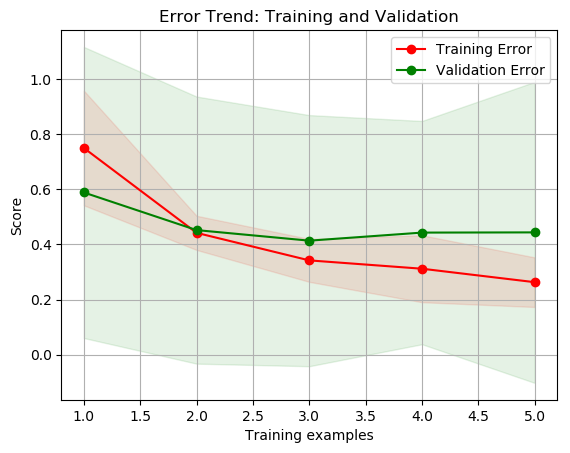 Error Trend: Training and Validation
Training Error
Validation Error
Score
1.0
0.8
0.6
0.4
0.2
0.0
1.0 1.5 2.0 2.5 3.0 3.5 4.0 4.5 5.0
Training examples